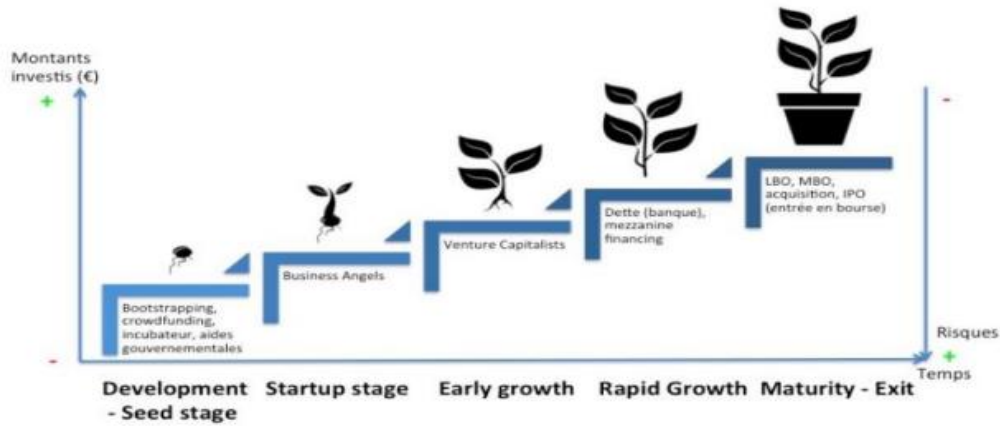 Montants
investis (€)
+
-
LBO, MBO,
acquisition, IPO
(entrée en bourse)
Dette (banque),
mezzanine
financing
Venture Capitalists
Business Angels
Bootstrapping,
crowdfunding,
incubateur, aides
gouvernementales
-
Risques
+
Temps
Development
- Seed stage
Startup stage
Early growth
Rapid Growth
Maturity - Exit